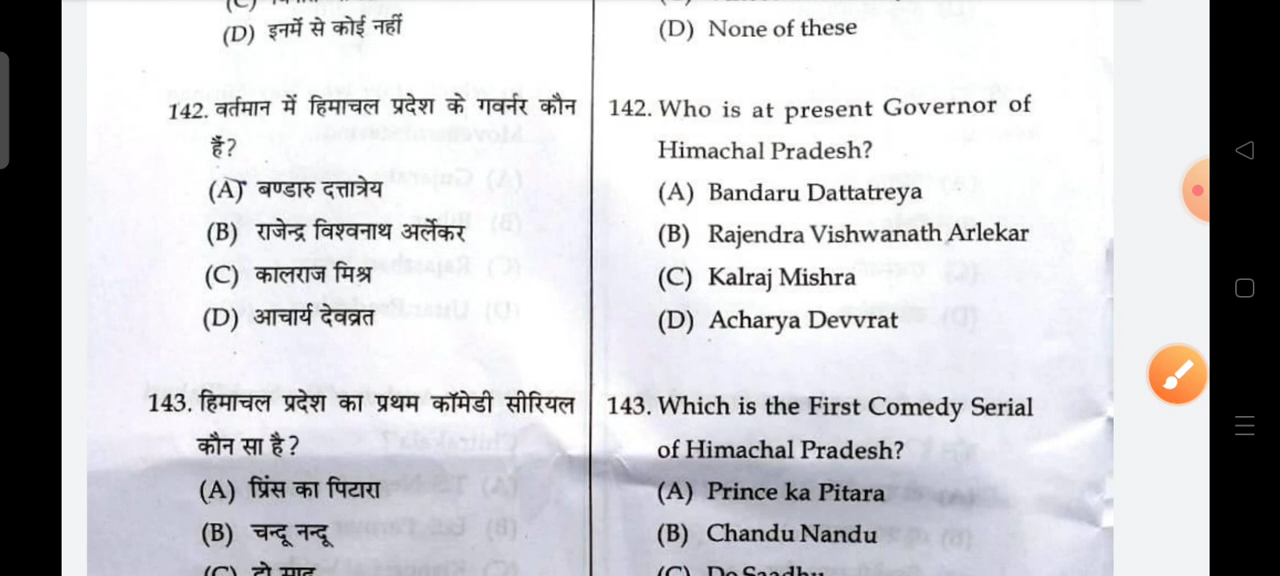 (D) इनमें से कोई नहीं
142. वर्तमान में हिमाचल प्रदेश के गवर्नर कौन
हैं?
(A) बण्डारु दत्तात्रेय
(B) राजेन्द्र विश्वनाथ अर्लेकर
(C) कालराज मिश्र
(D) आचार्य देवव्रत
143. हिमाचल प्रदेश का प्रथम कॉमेडी सीरियल
कौन सा है?
(A) प्रिंस का पिटारा
(B) चन्दू नन्दू
(C)
(D) None of these
142. Who is at present Governor of
Himachal Pradesh?
(A) Bandaru Dattatreya
(B) Rajendra Vishwanath Arlekar
(C) Kalraj Mishra
(D) Acharya Devvrat
143. Which is the First Comedy Serial
of Himachal Pradesh?
(A) Prince ka Pitara
(B) Chandu Nandu
(C) Do Saadhu